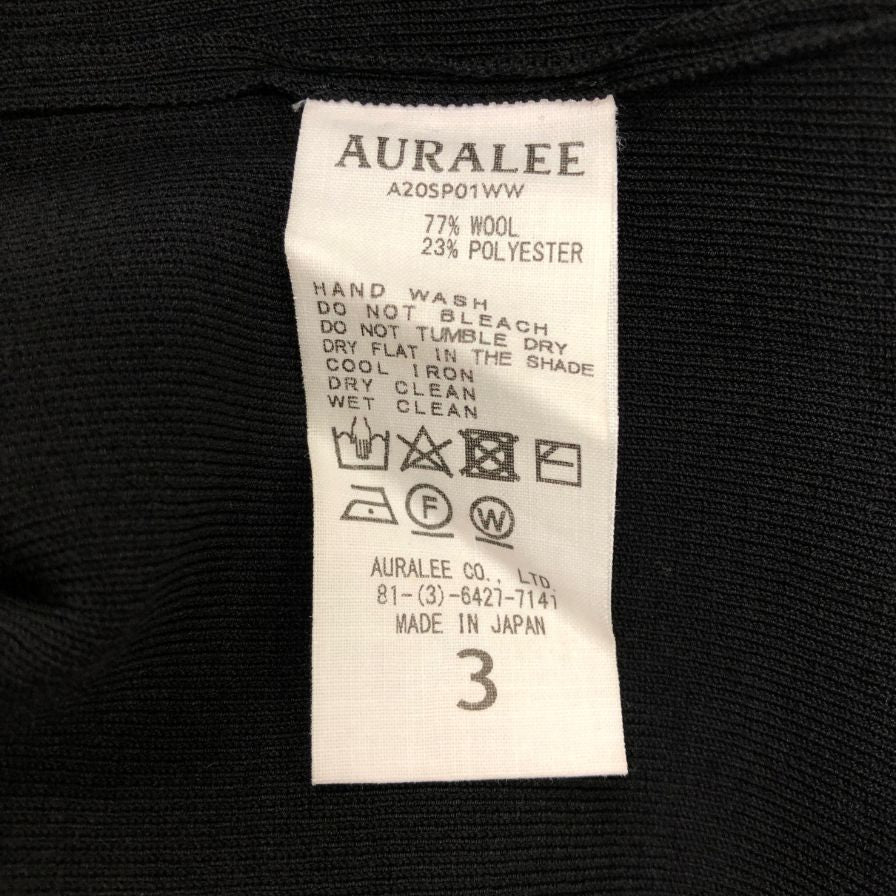 AURALEE
A20SP01WW
77% WOOL
23% POLYESTER
HAND WASH
DO NOT BLEACH
DO NOT TUMBLE DRY
DRY FLAT IN THE SHADE
COOL IRON
DRY CLEAN
WET CLEAN
F
W
AURALEE CO., LTD.
81-(3)-6427-7141
MADE IN JAPAN
3